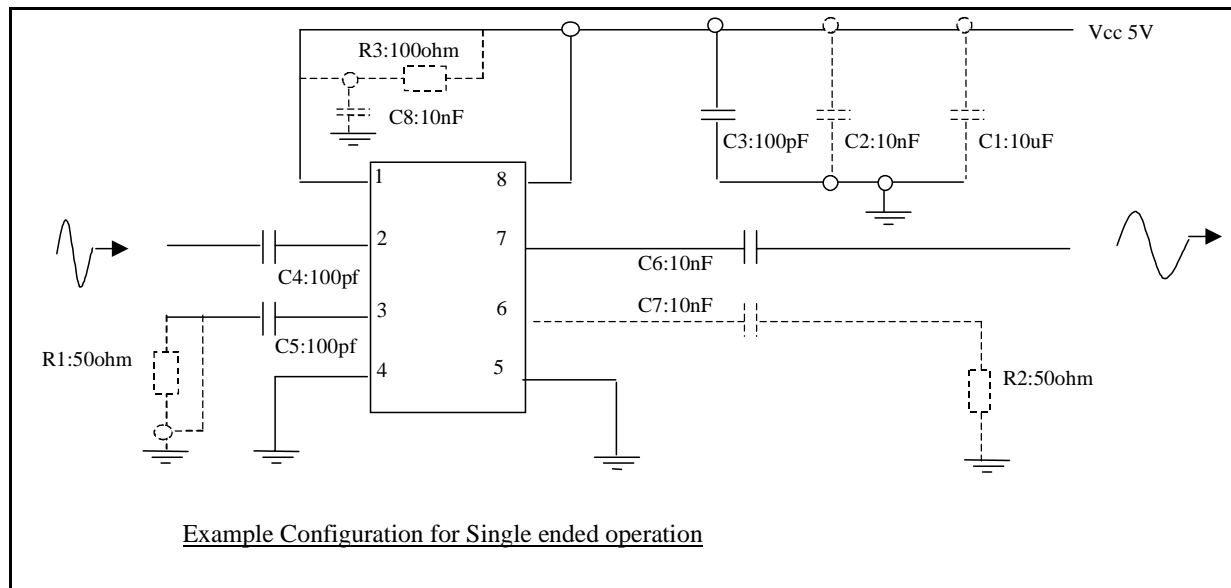 Vcc 5V
R3:100ohm
C8:10nF
C3:100pF
C2:10nF
C1:10uF
1
8
2
7
C4:100pf
C6:10nF
3
6
C7:10nF
C5:100pf
R1:50ohm
4
5
R2:50ohm
Example Configuration for Single ended operation